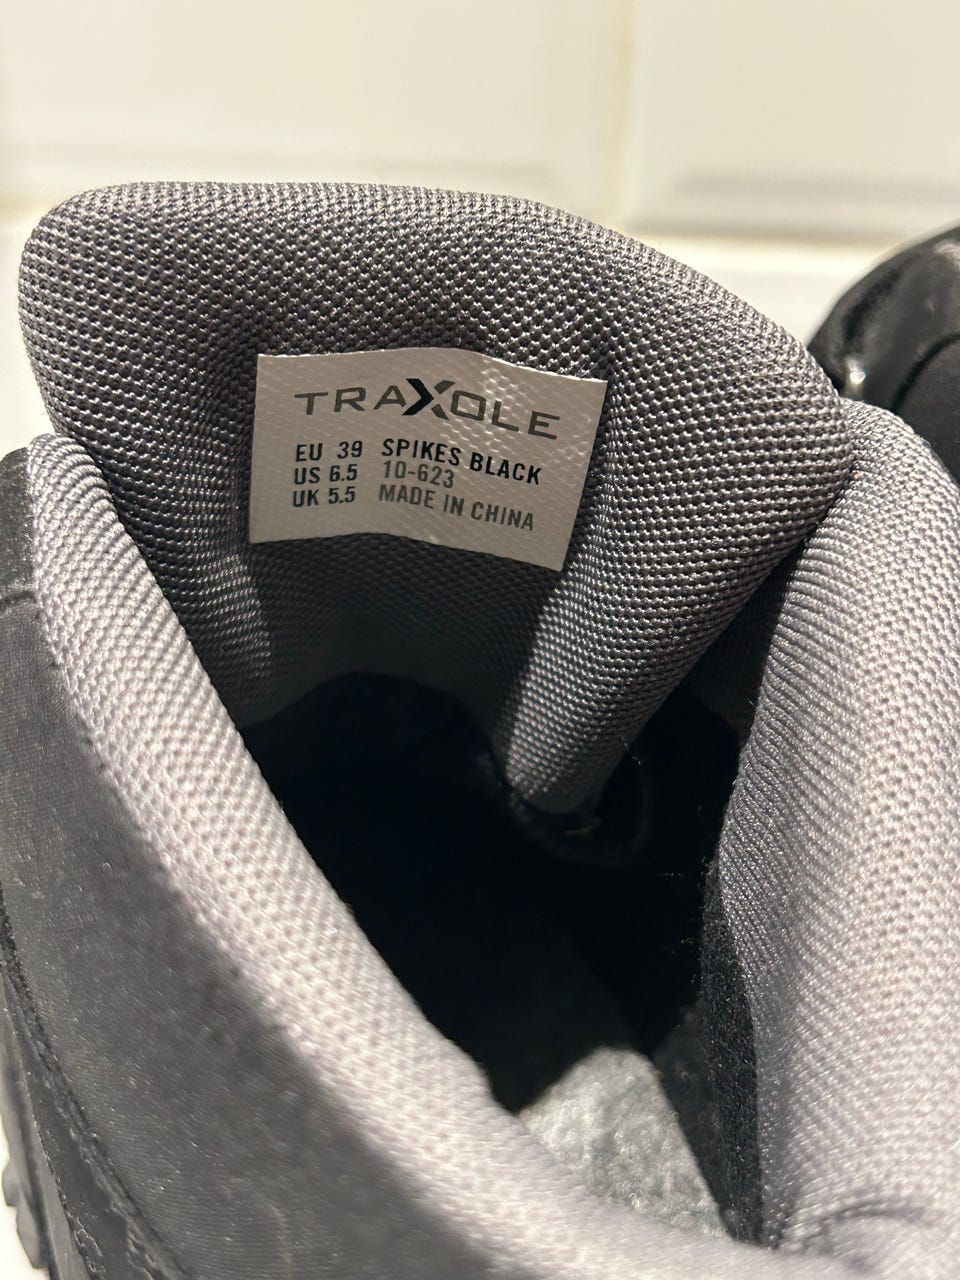 TRAXOLE
EU 39 SPIKES BLACK
US 6.5 10-623
UK 5.5 MADE IN CHINA